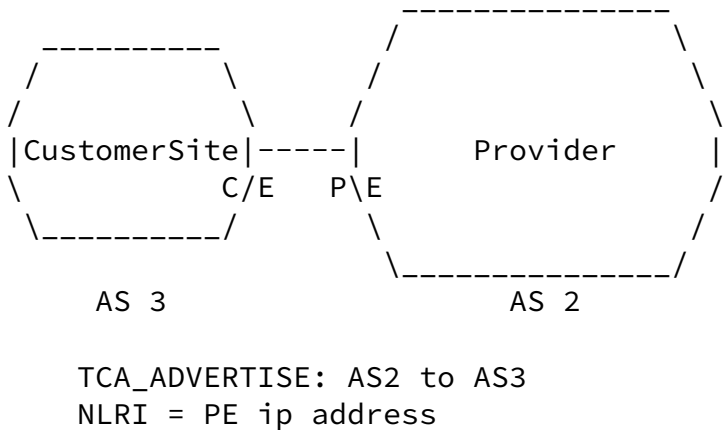 |CustomerSite|-----| Provider |
C/E P\E
AS 3 AS 2
TCA_ADVERTISE: AS2 to AS3
NLRI = PE ip address